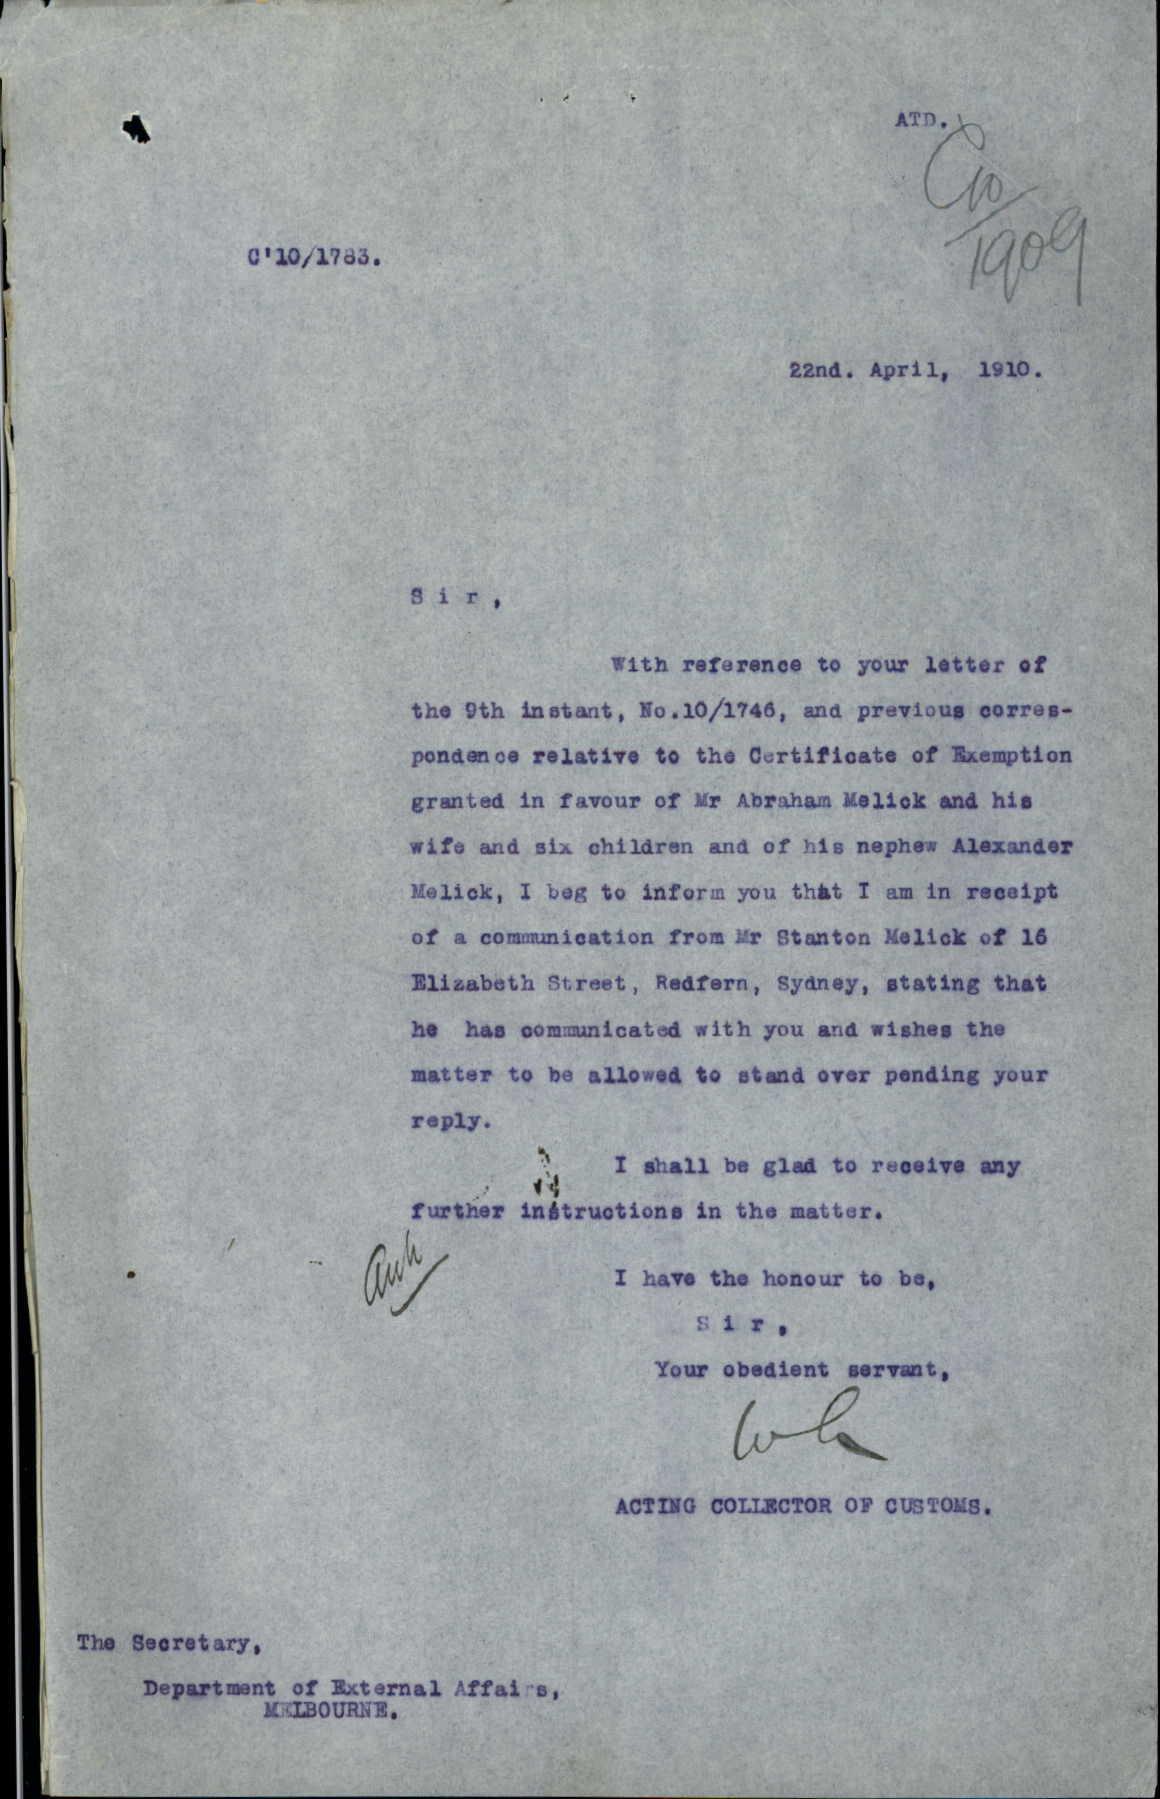 ATD.
C10/1909
C'10/1783.
22nd. April, 1910.
S i r ,
With reference to your letter of
the 9th instant, No.10/1746, and previous corres-
pondence relative to the Certificate of Exemption
granted in favour of Mr Abraham Melick and his
wife and six children and of his nephew Alexander
Melick, I beg to inform you that I am in receipt
of a communication from Mr Stanton Melick of 16
Elizabeth Street, Redfern, Sydney, stating that
he has communicated with you and wishes the
matter to be allowed to stand over pending your
reply.
I shall be glad to receive any
further instructions in the matter.
I have the honour to be,
S i r ,
Your obedient servant,
ACTING COLLECTOR OF CUSTOMS.
The Secretary,
Department of External Affairs,
MELBOURNE.